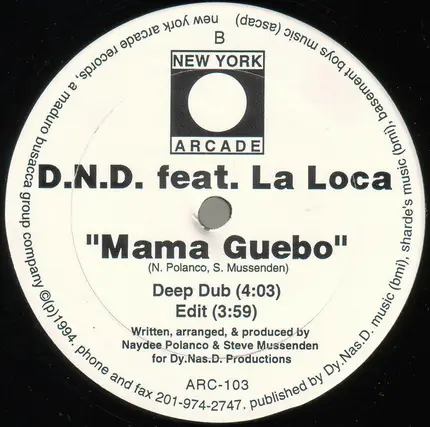 B
NEW YORK
ARCADE
D.N.D. feat. La Loca
"Mama Guebo"
(N. Polanco, S. Mussenden)
Deep Dub (4:03)
Edit (3:59)
Written, arranged, & produced by
Naydee Polanco & Steve Mussenden
for Dy.Nas.D. Productions
ARC-103
new york arcade records, a maduro busacca group company ©(p)1994. phone and fax 201-974-2747. published by Dy.Nas.D. music (bmi), sharde's music (bmi), basement boys music (ascap)